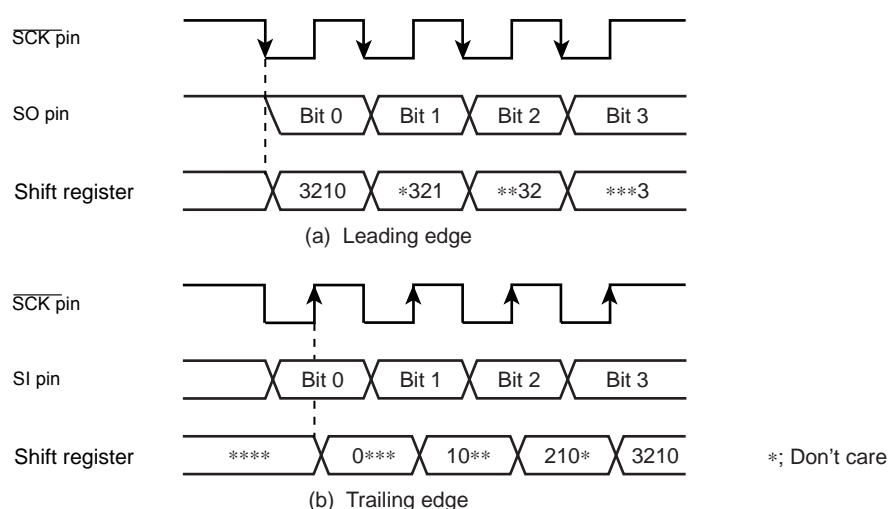 SCK pin
SO pin Bit 0 Bit 1 Bit 2 Bit 3
Shift register 3210 *321 **32 ***3
(a) Leading edge
SCK pin
SI pin Bit 0 Bit 1 Bit 2 Bit 3
Shift register **** 0*** 10** 210* 3210 *; Don't care
(b) Trailing edge